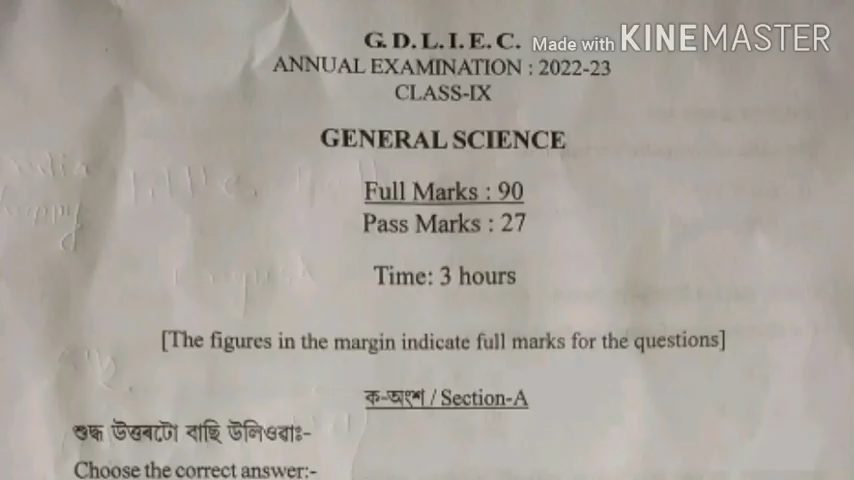 G. D. L. I. E. C.
Made with KINEMASTER
ANNUAL EXAMINATION : 2022-23
CLASS-IX
GENERAL SCIENCE
Full Marks : 90
Pass Marks : 27
Time: 3 hours
[The figures in the margin indicate full marks for the questions]
ক-অংশ / Section-A
শুদ্ধ উত্তৰটো বাছি উলিওৱাঃ-
Choose the correct answer:-